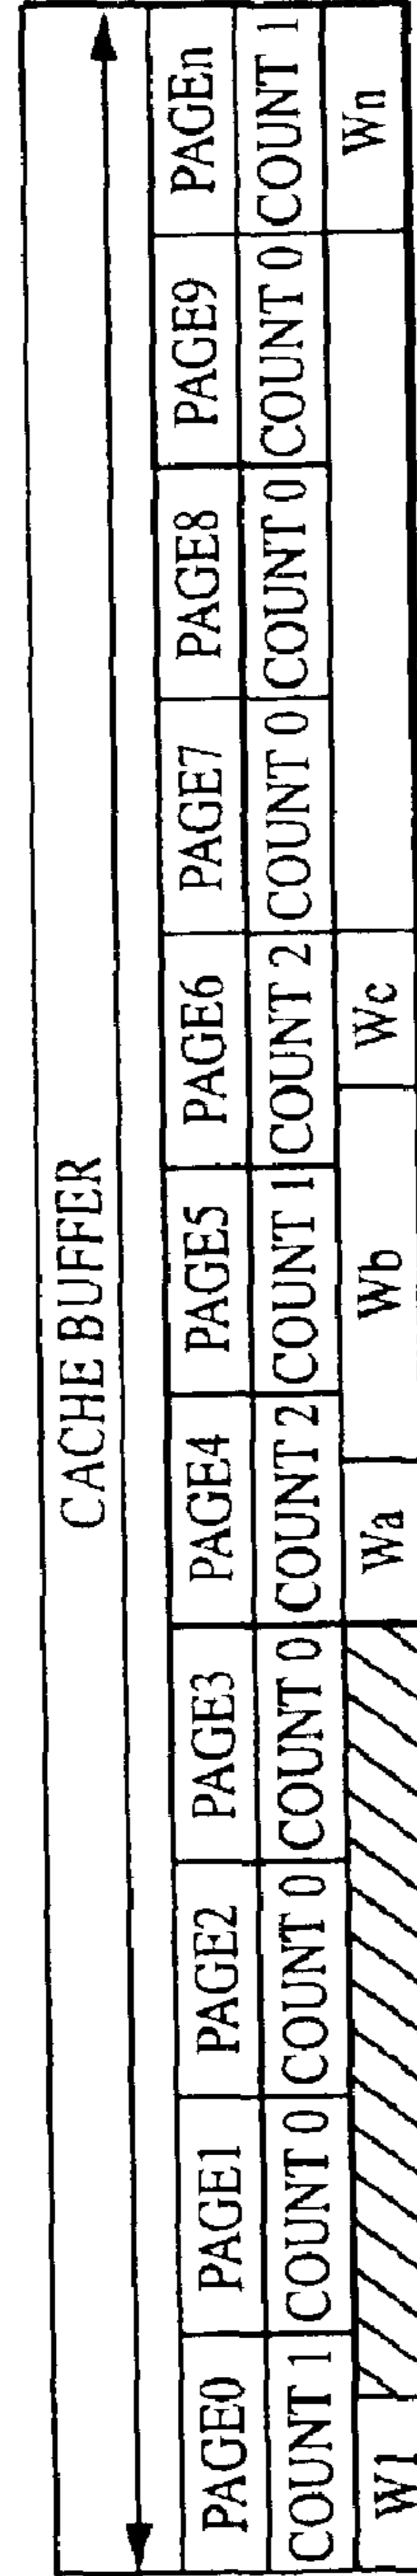 CACHE BUFFER
PAGE0 PAGE1 PAGE2 PAGE3 PAGE4 PAGE5 PAGE6 PAGE7 PAGE8 PAGE9 PAGEn
COUNT 1 COUNT 0 COUNT 0 COUNT 0 COUNT 2 COUNT 1 COUNT 2 COUNT 0 COUNT 0 COUNT 0 COUNT 1
W1 Wa Wb Wc Wn